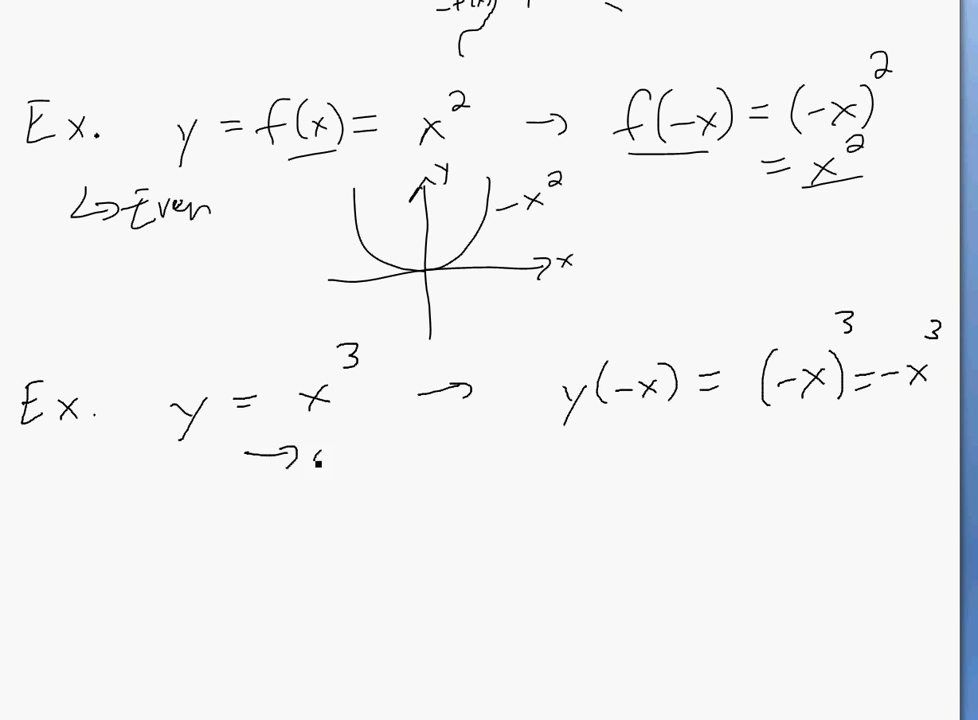 -f(x)
Ex. y = f(x) = x² → f(-x) = (-x)²
= x²
↳ Even
y
-x²
x
Ex. y = x³ → y(-x) = (-x)³ = -x³
→